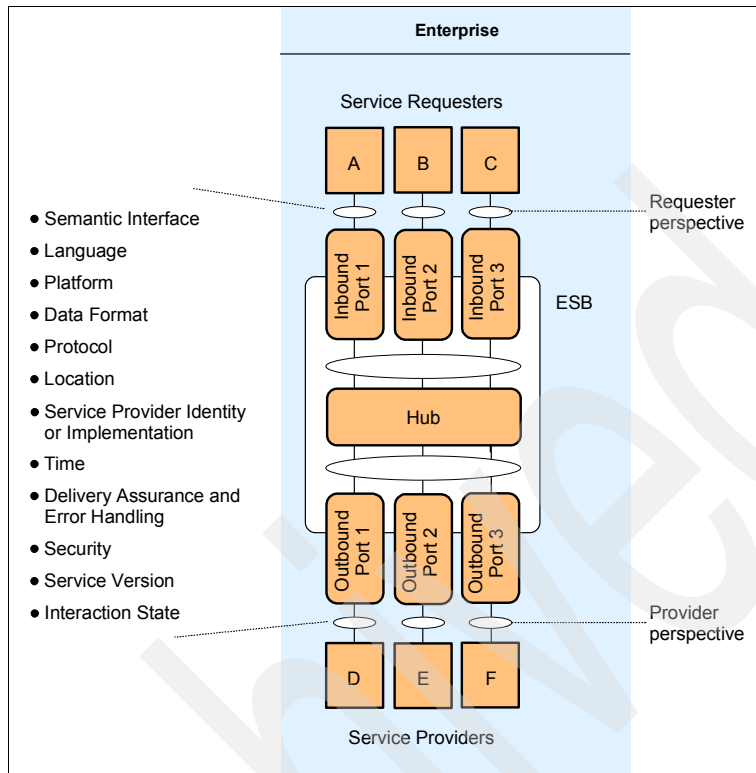 Enterprise
Service Requesters
A B C
Requester
perspective
● Semantic Interface
● Language
● Platform
● Data Format
● Protocol
● Location
● Service Provider Identity
or Implementation
● Time
● Delivery Assurance and
Error Handling
● Security
● Service Version
● Interaction State
Inbound
Port 1
Inbound
Port 2
Inbound
Port 3
ESB
Hub
Outbound
Port 1
Outbound
Port 2
Outbound
Port 3
Provider
perspective
D E F
Service Providers